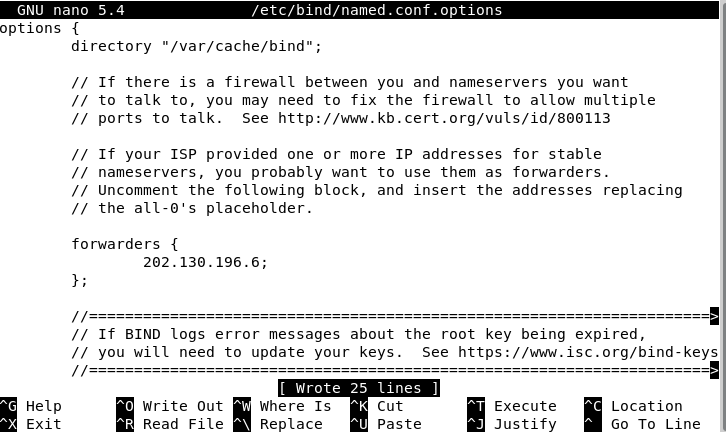 GNU nano 5.4 /etc/bind/named.conf.options
options {
directory "/var/cache/bind";
// If there is a firewall between you and nameservers you want
// to talk to, you may need to fix the firewall to allow multiple
// ports to talk.  See http://www.kb.cert.org/vuls/id/800113
// If your ISP provided one or more IP addresses for stable
// nameservers, you probably want to use them as forwarders.
// Uncomment the following block, and insert the addresses replacing
// the all-0's placeholder.
forwarders {
202.130.196.6;
};
//=====================================================================>
// If BIND logs error messages about the root key being expired,
// you will need to update your keys.  See https://www.isc.org/bind-keys
//=====================================================================>
[ Wrote 25 lines ]
^G Help ^O Write Out ^W Where Is ^K Cut ^T Execute ^C Location
^X Exit ^R Read File ^\ Replace ^U Paste ^J Justify ^_ Go To Line